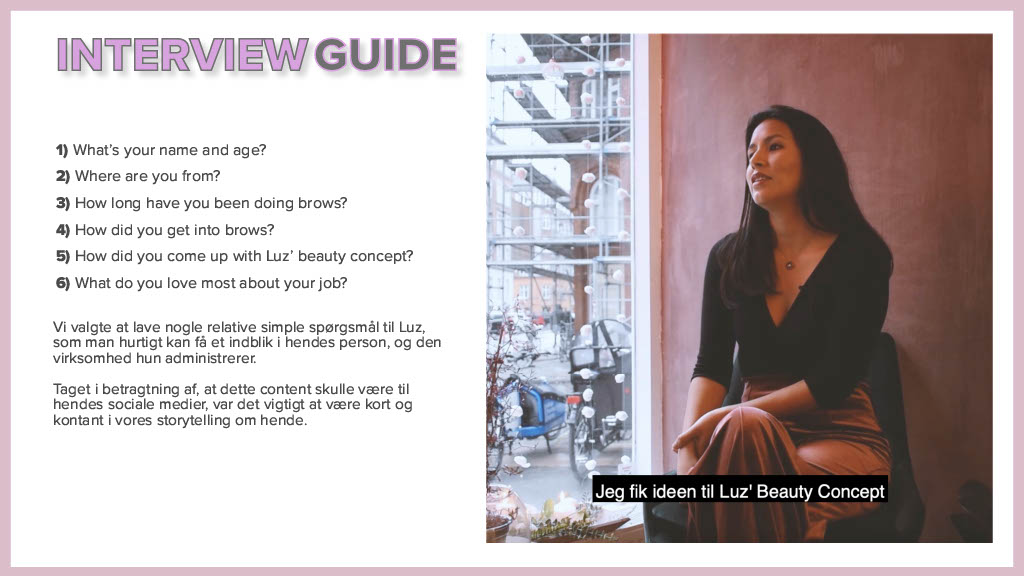 INTERVIEW GUIDE
1) What's your name and age?
2) Where are you from?
3) How long have you been doing brows?
4) How did you get into brows?
5) How did you come up with Luz' beauty concept?
6) What do you love most about your job?
Vi valgte at lave nogle relative simple spørgsmål til Luz,
som man hurtigt kan få et indblik i hendes person, og den
virksomhed hun administrerer.
Taget i betragtning af, at dette content skulle være til
hendes sociale medier, var det vigtigt at være kort og
kontant i vores storytelling om hende.
Jeg fik ideen til Luz' Beauty Concept